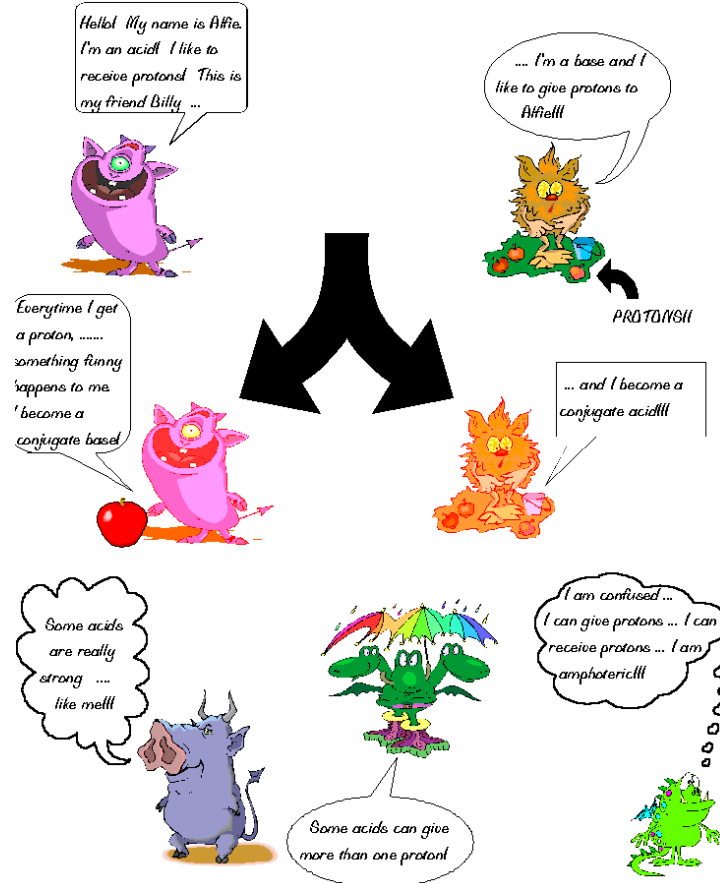 Hello! My name is Alfie.
I'm an acid! I like to
receive protons! This is
my friend Billy ...
.... I'm a base and I
like to give protons to
Alfie!!!
PROTONS!!
Everytime I get
a proton, .......
something funny
happens to me.
I become a
conjugate base!
... and I become a
conjugate acid!!!!
Some acids
are really
strong ....
like me!!!
I am confused ...
I can give protons ... I can
receive protons ... I am
amphoteric!!!
Some acids can give
more than one proton!